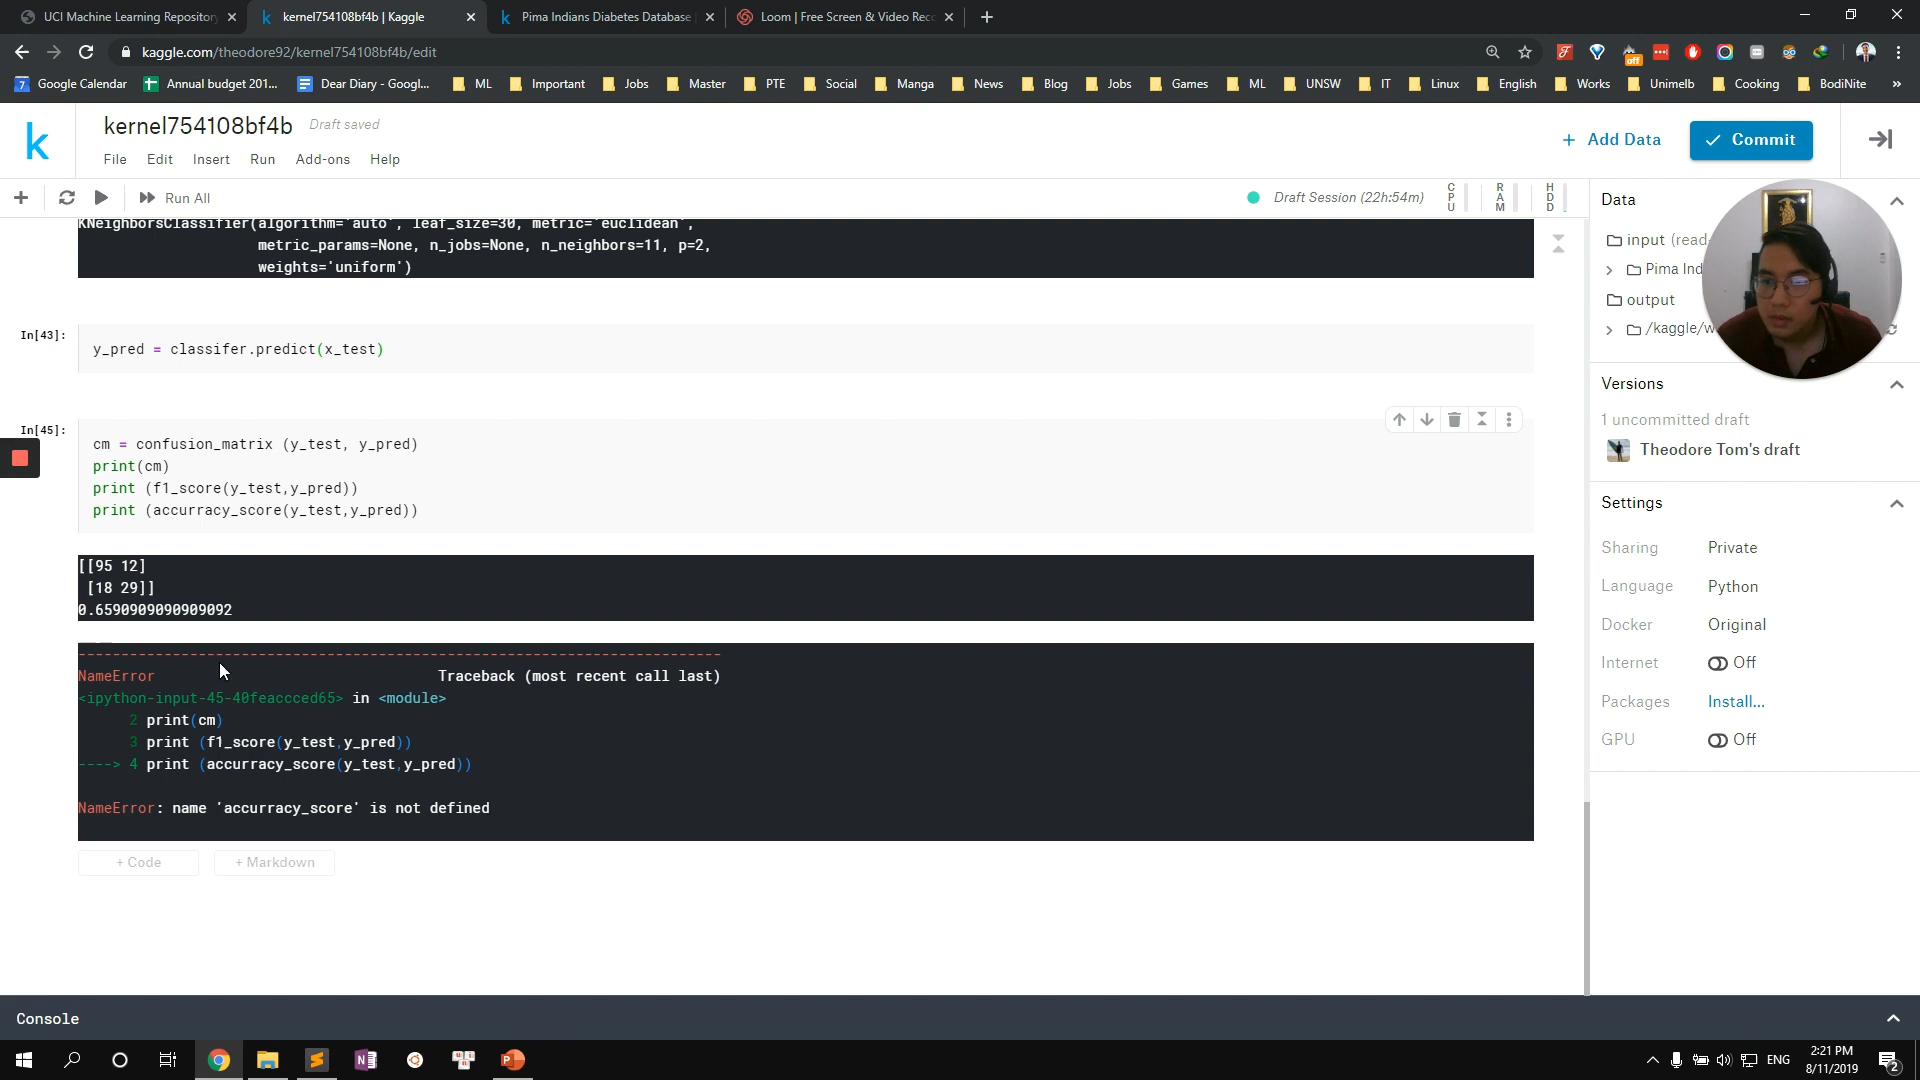 UCI Machine Learning Repository
kernel754108bf4b | Kaggle
Pima Indians Diabetes Database
Loom | Free Screen & Video Rec
kaggle.com/theodore92/kernel754108bf4b/edit
off
7 Google Calendar
Annual budget 201...
Dear Diary - Googl...
ML
Important
Jobs
Master
PTE
Social
Manga
News
Blog
Jobs
Games
ML
UNSW
IT
Linux
English
Works
Unimelb
Cooking
BodiNite
»
k
kernel754108bf4b
Draft saved
File
Edit
Insert
Run
Add-ons
Help
+ Add Data
Commit
Run All
Draft Session (22h:54m)
CPU
RAM
HDD
KNeighborsClassifier(algorithm='auto', leaf_size=30, metric='euclidean',
metric_params=None, n_jobs=None, n_neighbors=11, p=2,
weights='uniform')
In[43]:
y_pred = classifer.predict(x_test)
In[45]:
cm = confusion_matrix (y_test, y_pred)
print(cm)
print (f1_score(y_test,y_pred))
print (accurracy_score(y_test,y_pred))
[[95 12]
[18 29]]
0.6590909090909092
---------------------------------------------------------------------------
NameError Traceback (most recent call last)
<ipython-input-45-40feaccced65> in <module>
2 print(cm)
3 print (f1_score(y_test,y_pred))
----> 4 print (accurracy_score(y_test,y_pred))
NameError: name 'accurracy_score' is not defined
+ Code
+ Markdown
Data
input (read-
Pima Ind
output
/kaggle/w
Versions
1 uncommitted draft
Theodore Tom's draft
Settings
Sharing Private
Language Python
Docker Original
Internet Off
Packages Install...
GPU Off
Console
ENG
2:21 PM
8/11/2019
2